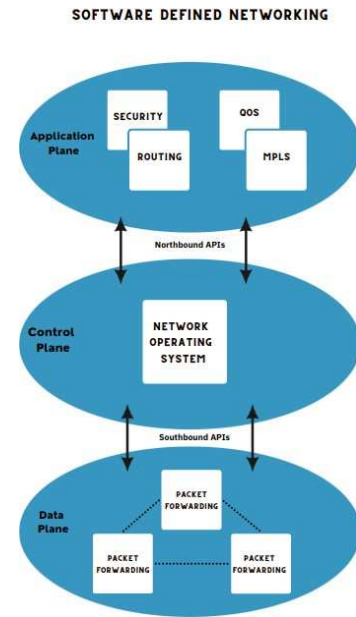 SOFTWARE DEFINED NETWORKING
Application
Plane
SECURITY
ROUTING
QOS
MPLS
Northbound APIs
Control
Plane
NETWORK
OPERATING
SYSTEM
Southbound APIs
Data
Plane
PACKET
FORWARDING
PACKET
FORWARDING
PACKET
FORWARDING